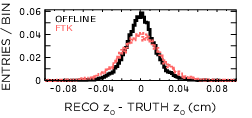 ENTRIES / BIN
0.06
0.04
0.02
0
OFFLINE
FTK
-0.08 -0.04 0 0.04 0.08
RECO z₀ - TRUTH z₀ (cm)